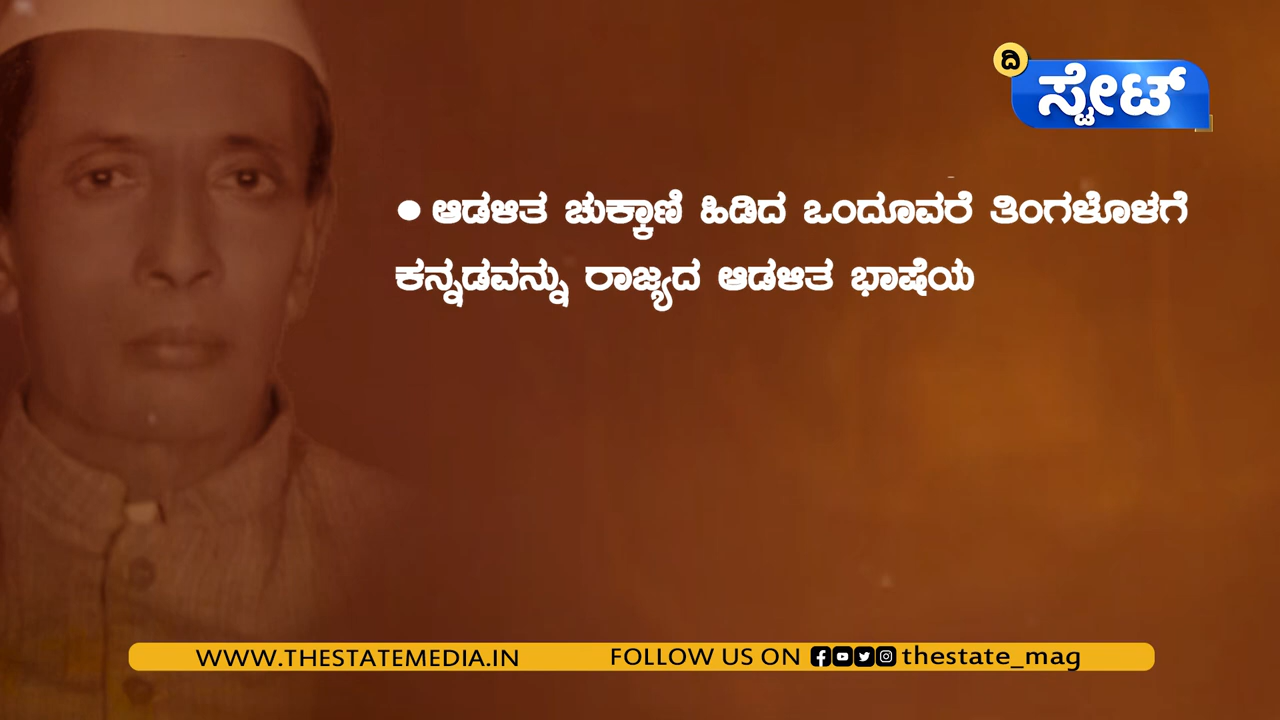 ದಿ
ಸ್ಟೇಟ್
● ಆಡಳಿತ ಚುಕ್ಕಾಣಿ ಹಿಡಿದ ಒಂದೂವರೆ ತಿಂಗಳೊಳಗೆ
ಕನ್ನಡವನ್ನು ರಾಜ್ಯದ ಆಡಳಿತ ಭಾಷೆಯ
WWW.THESTATEMEDIA.IN FOLLOW US ON thestate_mag